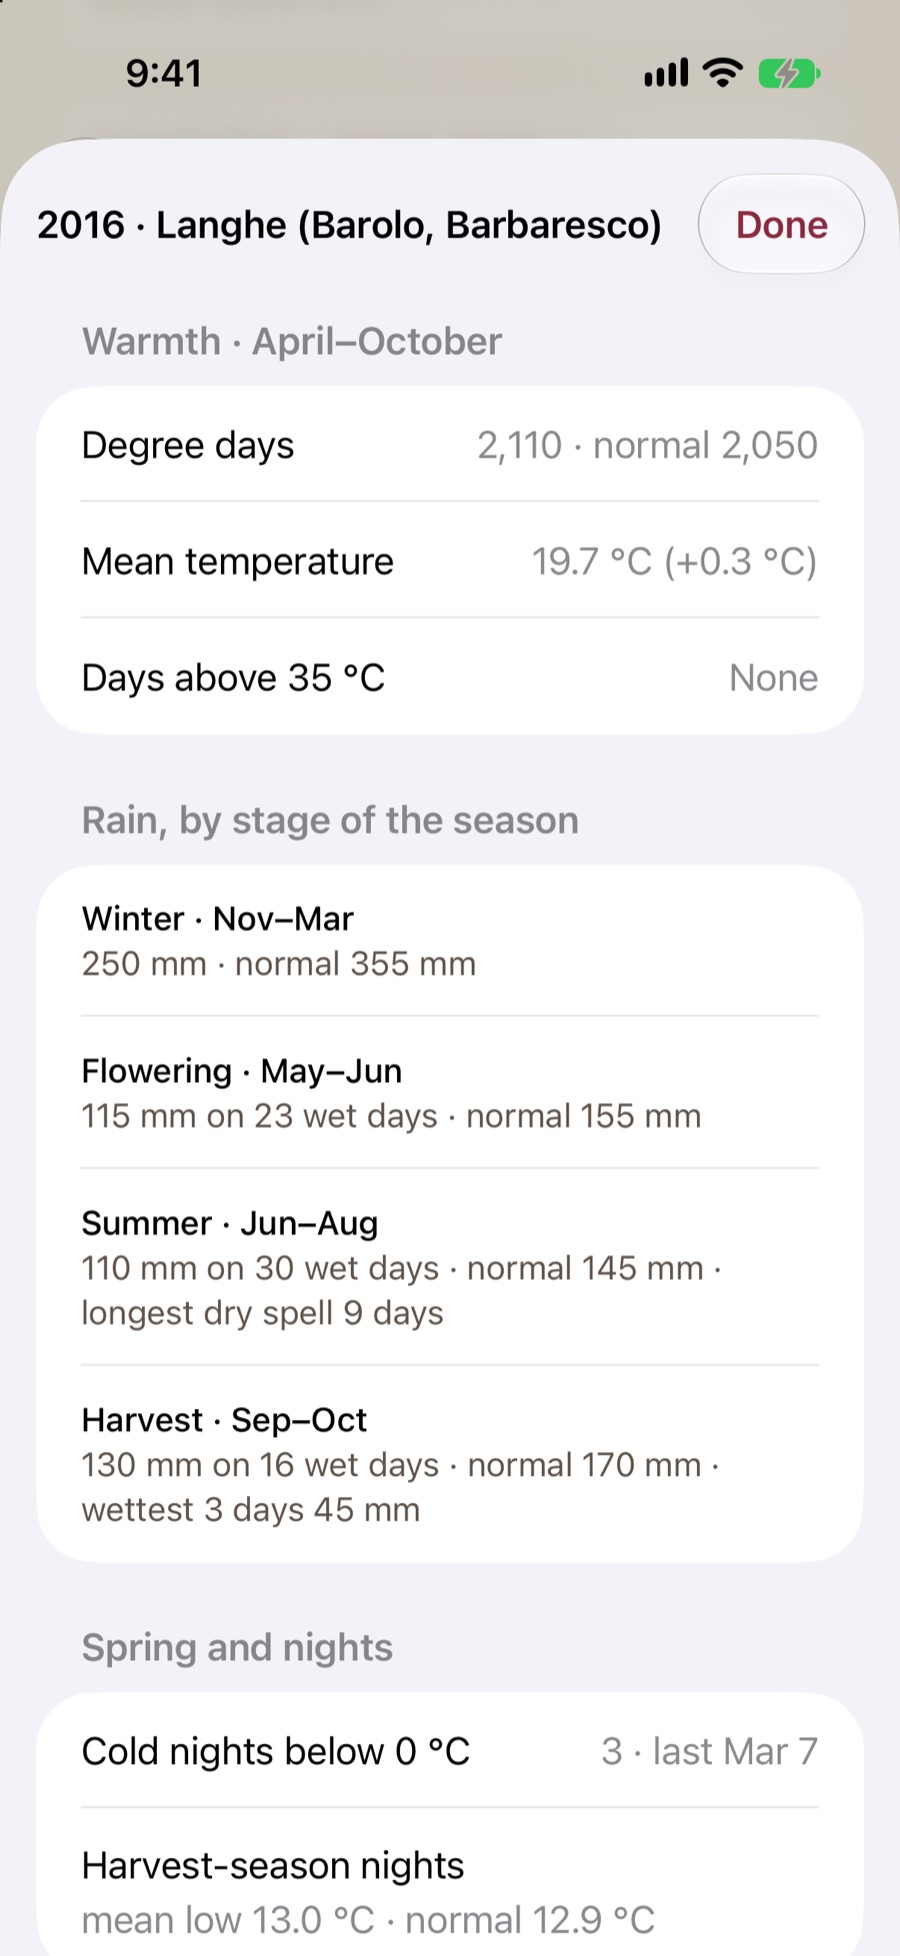 9:41
2016 · Langhe (Barolo, Barbaresco)
Done
Warmth · April–October
Degree days 2,110 · normal 2,050
Mean temperature 19.7 °C (+0.3 °C)
Days above 35 °C None
Rain, by stage of the season
Winter · Nov–Mar
250 mm · normal 355 mm
Flowering · May–Jun
115 mm on 23 wet days · normal 155 mm
Summer · Jun–Aug
110 mm on 30 wet days · normal 145 mm ·
longest dry spell 9 days
Harvest · Sep–Oct
130 mm on 16 wet days · normal 170 mm ·
wettest 3 days 45 mm
Spring and nights
Cold nights below 0 °C 3 · last Mar 7
Harvest-season nights
mean low 13.0 °C · normal 12.9 °C